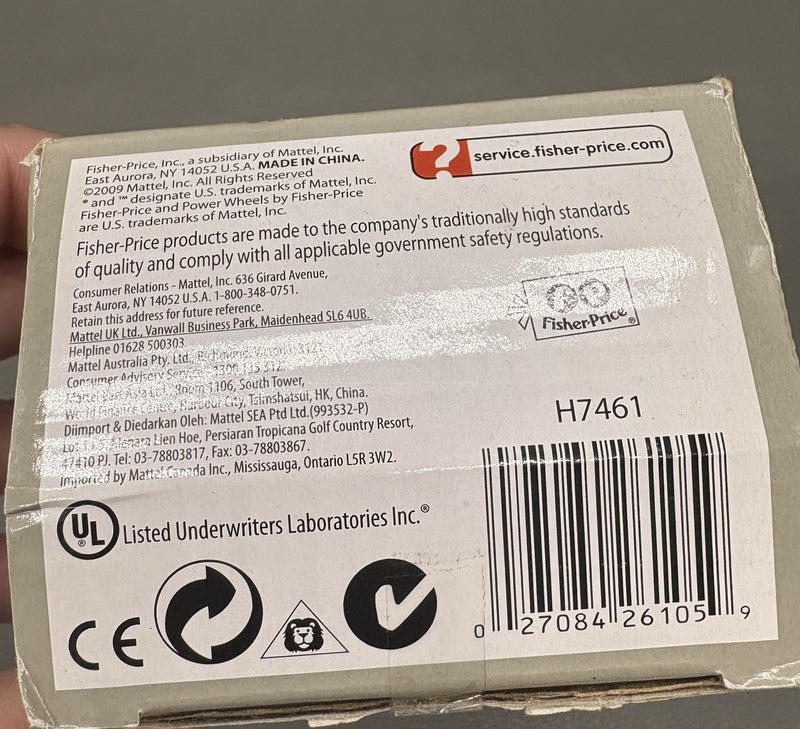 Fisher-Price, Inc., a subsidiary of Mattel, Inc.
East Aurora, NY 14052 U.S.A. MADE IN CHINA.
©2009 Mattel, Inc. All Rights Reserved
® and ™ designate U.S. trademarks of Mattel, Inc.
Fisher-Price and Power Wheels by Fisher-Price
are U.S. trademarks of Mattel, Inc.
? service.fisher-price.com
Fisher-Price products are made to the company's traditionally high standards
of quality and comply with all applicable government safety regulations.
Consumer Relations - Mattel, Inc. 636 Girard Avenue,
East Aurora, NY 14052 U.S.A. 1-800-348-0751.
Retain this address for future reference.
Mattel UK Ltd., Vanwall Business Park, Maidenhead SL6 4UB.
Helpline 01628 500303
Mattel Australia Pty. Ltd., Richmond,
Consumer Advisory Service
Mattel East Asia Ltd., Room 1106, South Tower,
World Finance Centre, Harbour City, Tsimshatsui, HK, China.
Diimport & Diedarkan Oleh: Mattel SEA Ptd Ltd.(993532-P)
Menara Lien Hoe, Persiaran Tropicana Golf Country Resort,
47410 PJ. Tel: 03-78803817, Fax: 03-78803867.
Imported by Mattel Canada Inc., Mississauga, Ontario L5R 3W2.
Fisher-Price®
H7461
UL® Listed Underwriters Laboratories Inc.®
CE
0 27084 26105 9